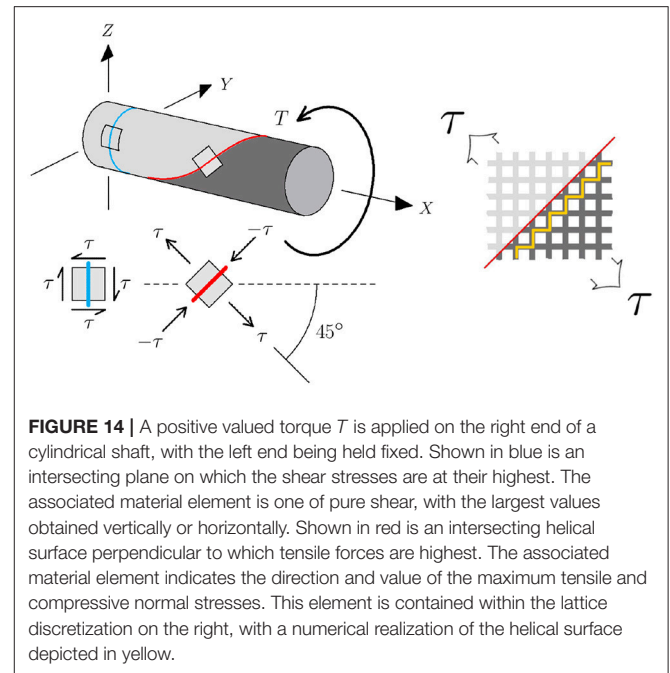 Z
Y
T
X
τ
τ
τ
τ
τ
−τ
−τ
τ
45°
τ
τ
FIGURE 14 | A positive valued torque T is applied on the right end of a
cylindrical shaft, with the left end being held fixed. Shown in blue is an
intersecting plane on which the shear stresses are at their highest. The
associated material element is one of pure shear, with the largest values
obtained vertically or horizontally. Shown in red is an intersecting helical
surface perpendicular to which tensile forces are highest. The associated
material element indicates the direction and value of the maximum tensile and
compressive normal stresses. This element is contained within the lattice
discretization on the right, with a numerical realization of the helical surface
depicted in yellow.